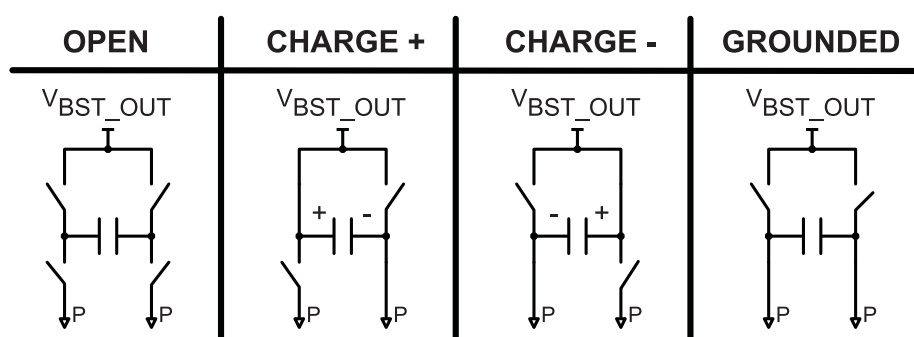 OPEN CHARGE + CHARGE - GROUNDED
VBST_OUT VBST_OUT VBST_OUT VBST_OUT
+ - - +
P P P P P P P P